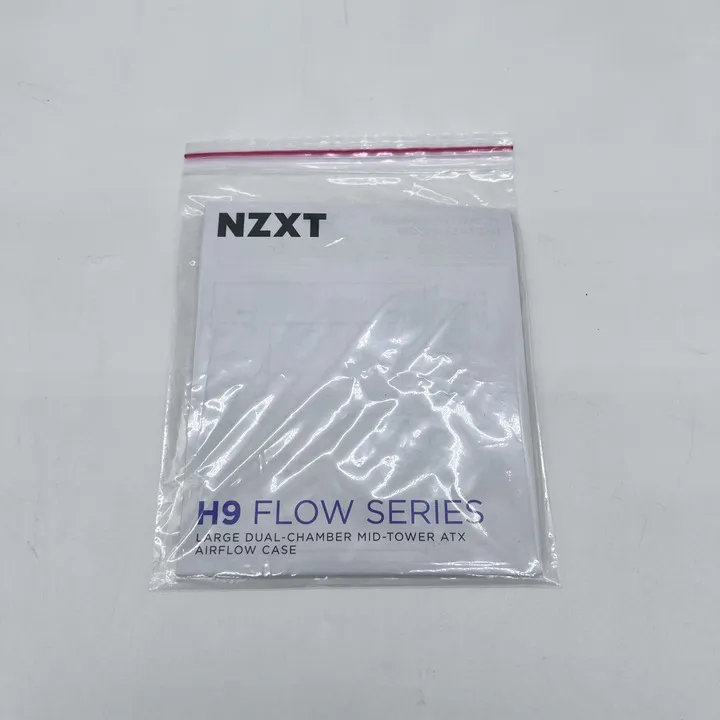 NZXT
H9 FLOW SERIES
LARGE DUAL-CHAMBER MID-TOWER ATX
AIRFLOW CASE